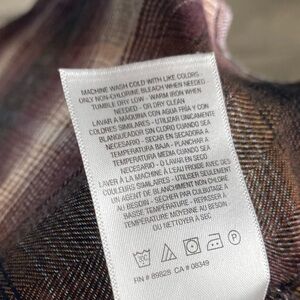 MACHINE WASH COLD WITH LIKE COLORS-
ONLY NON-CHLORINE BLEACH WHEN NEEDED
TUMBLE DRY LOW - WARM IRON WHEN
NEEDED - OR DRY CLEAN
LAVAR A MAQUINA CON AGUA FRÍA Y CON
COLORES SIMILARES - UTILIZAR ÚNICAMENTE
BLANQUEADOR SIN CLORO CUANDO SEA
NECESARIO - SECAR EN SECADORA A
TEMPERATURA BAJA - PLANCHAR A
TEMPERATURA MEDIA CUANDO SEA
NECESARIO - O LAVAR EN SECO
LAVER À LA MACHINE À L'EAU FROIDE AVEC DES
COULEURS SIMILAIRES - UTILISER SEULEMENT
UN AGENT DE BLANCHIMENT NON CHLORÉ
AU BESOIN - SÉCHER PAR CULBUTAGE À
BASSE TEMPÉRATURE - REPASSER À
TEMPÉRATURE MOYENNE AU BESOIN
OU NETTOYER À SEC
RN # 89828 CA # 08349